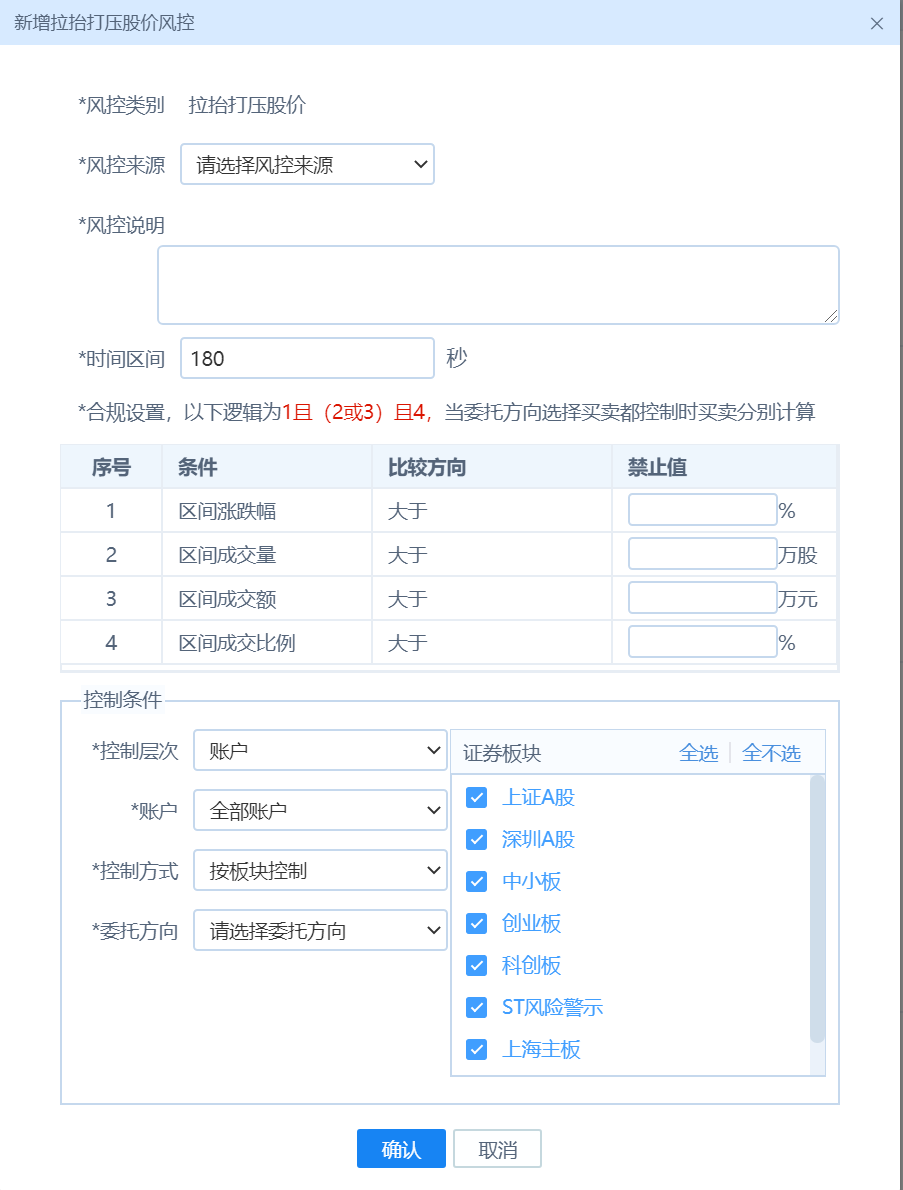 新增拉抬打压股价风控
*风控类别 拉抬打压股价
*风控来源 请选择风控来源
*风控说明
*时间区间 180 秒
*合规设置，以下逻辑为1且（2或3）且4，当委托方向选择买卖都控制时买卖分别计算
序号 条件 比较方向 禁止值
1 区间涨跌幅 大于 %
2 区间成交量 大于 万股
3 区间成交额 大于 万元
4 区间成交比例 大于 %
控制条件
*控制层次 账户
*账户 全部账户
*控制方式 按板块控制
*委托方向 请选择委托方向
证券板块 全选 全不选
上证A股
深圳A股
中小板
创业板
科创板
ST风险警示
上海主板
确认 取消